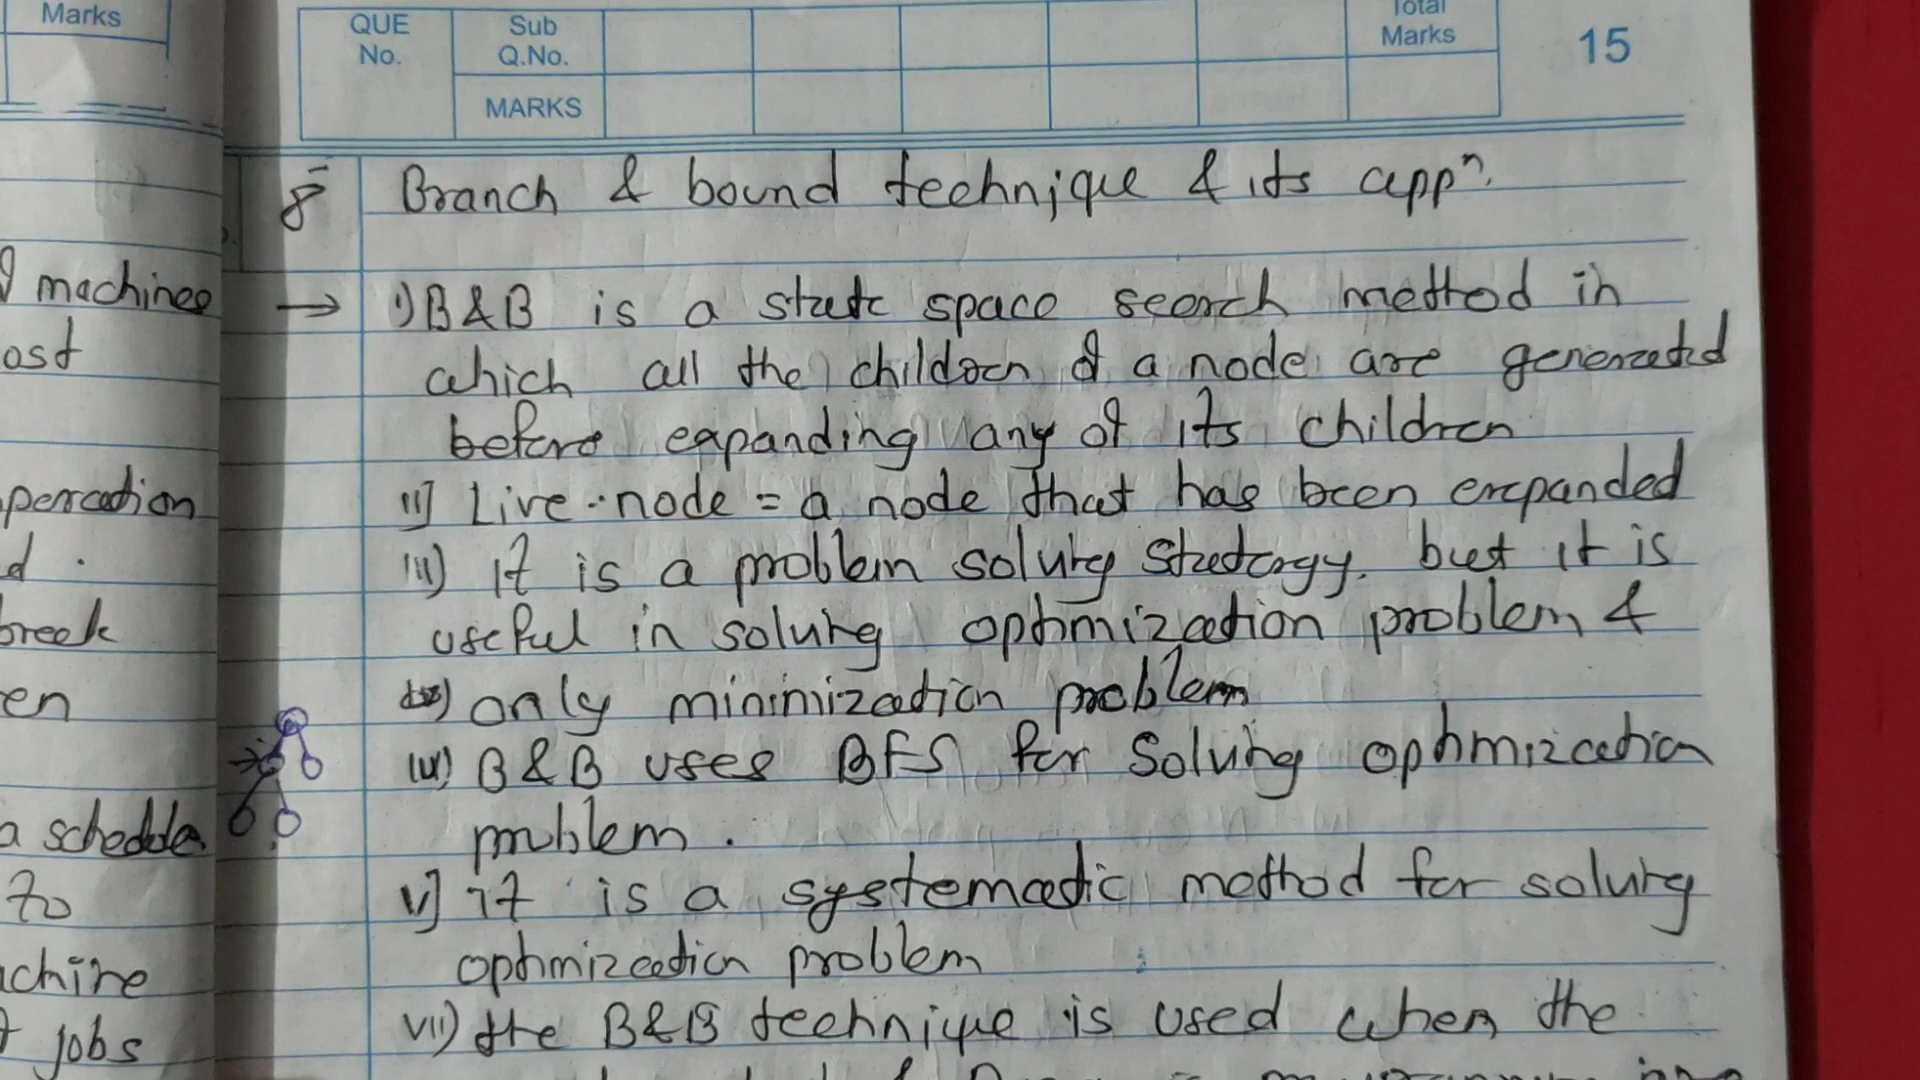 Marks
QUE No.
Sub Q.No.
MARKS
Total Marks
15
machines
ost
d.
break
en
a schedule
to
chine
jobs
8 Branch & bound technique & its appn.
→ i) B&B is a state space search method in
which all the children of a node are generated
before expanding any of its children
ii] Live node = a node that has been expanded
iii) it is a problem solving strategy. but it is
useful in solving optimization problem &
only minimization problem
iv) B&B uses BFS for solving optimization
problem.
v] it is a systematic method for solving
optimization problem
vii) the B&B technique is used when the